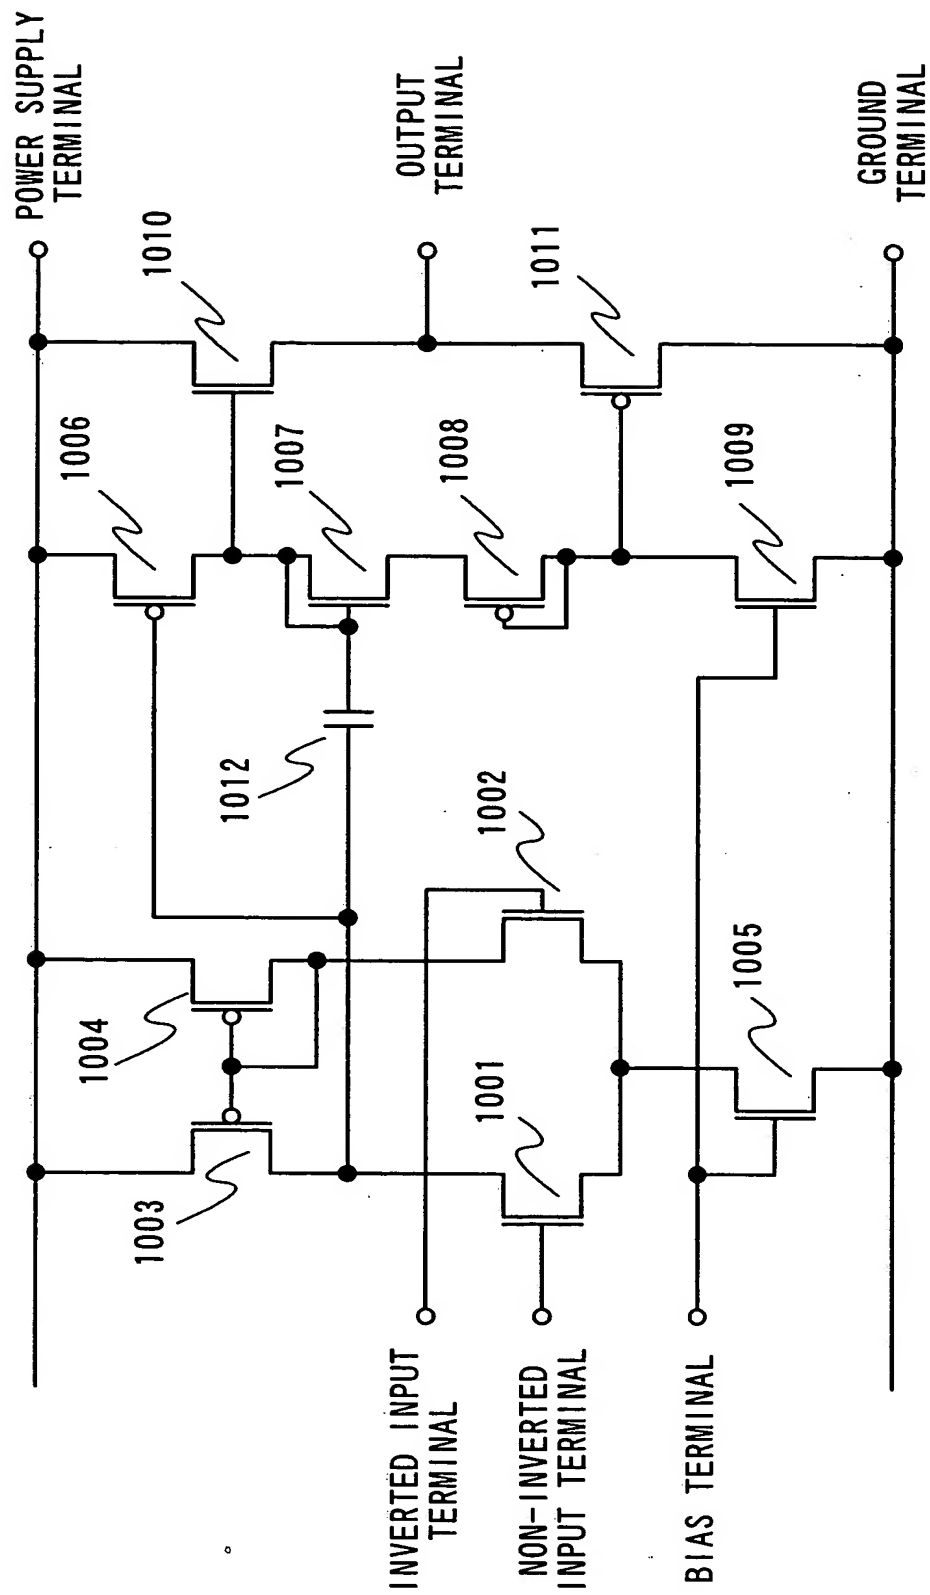 POWER SUPPLY
TERMINAL
OUTPUT
TERMINAL
GROUND
TERMINAL
1010
1011
1006
1007
1008
1009
1012
1002
1004
1005
1003
1001
INVERTED INPUT
TERMINAL
NON-INVERTED
INPUT TERMINAL
BIAS TERMINAL